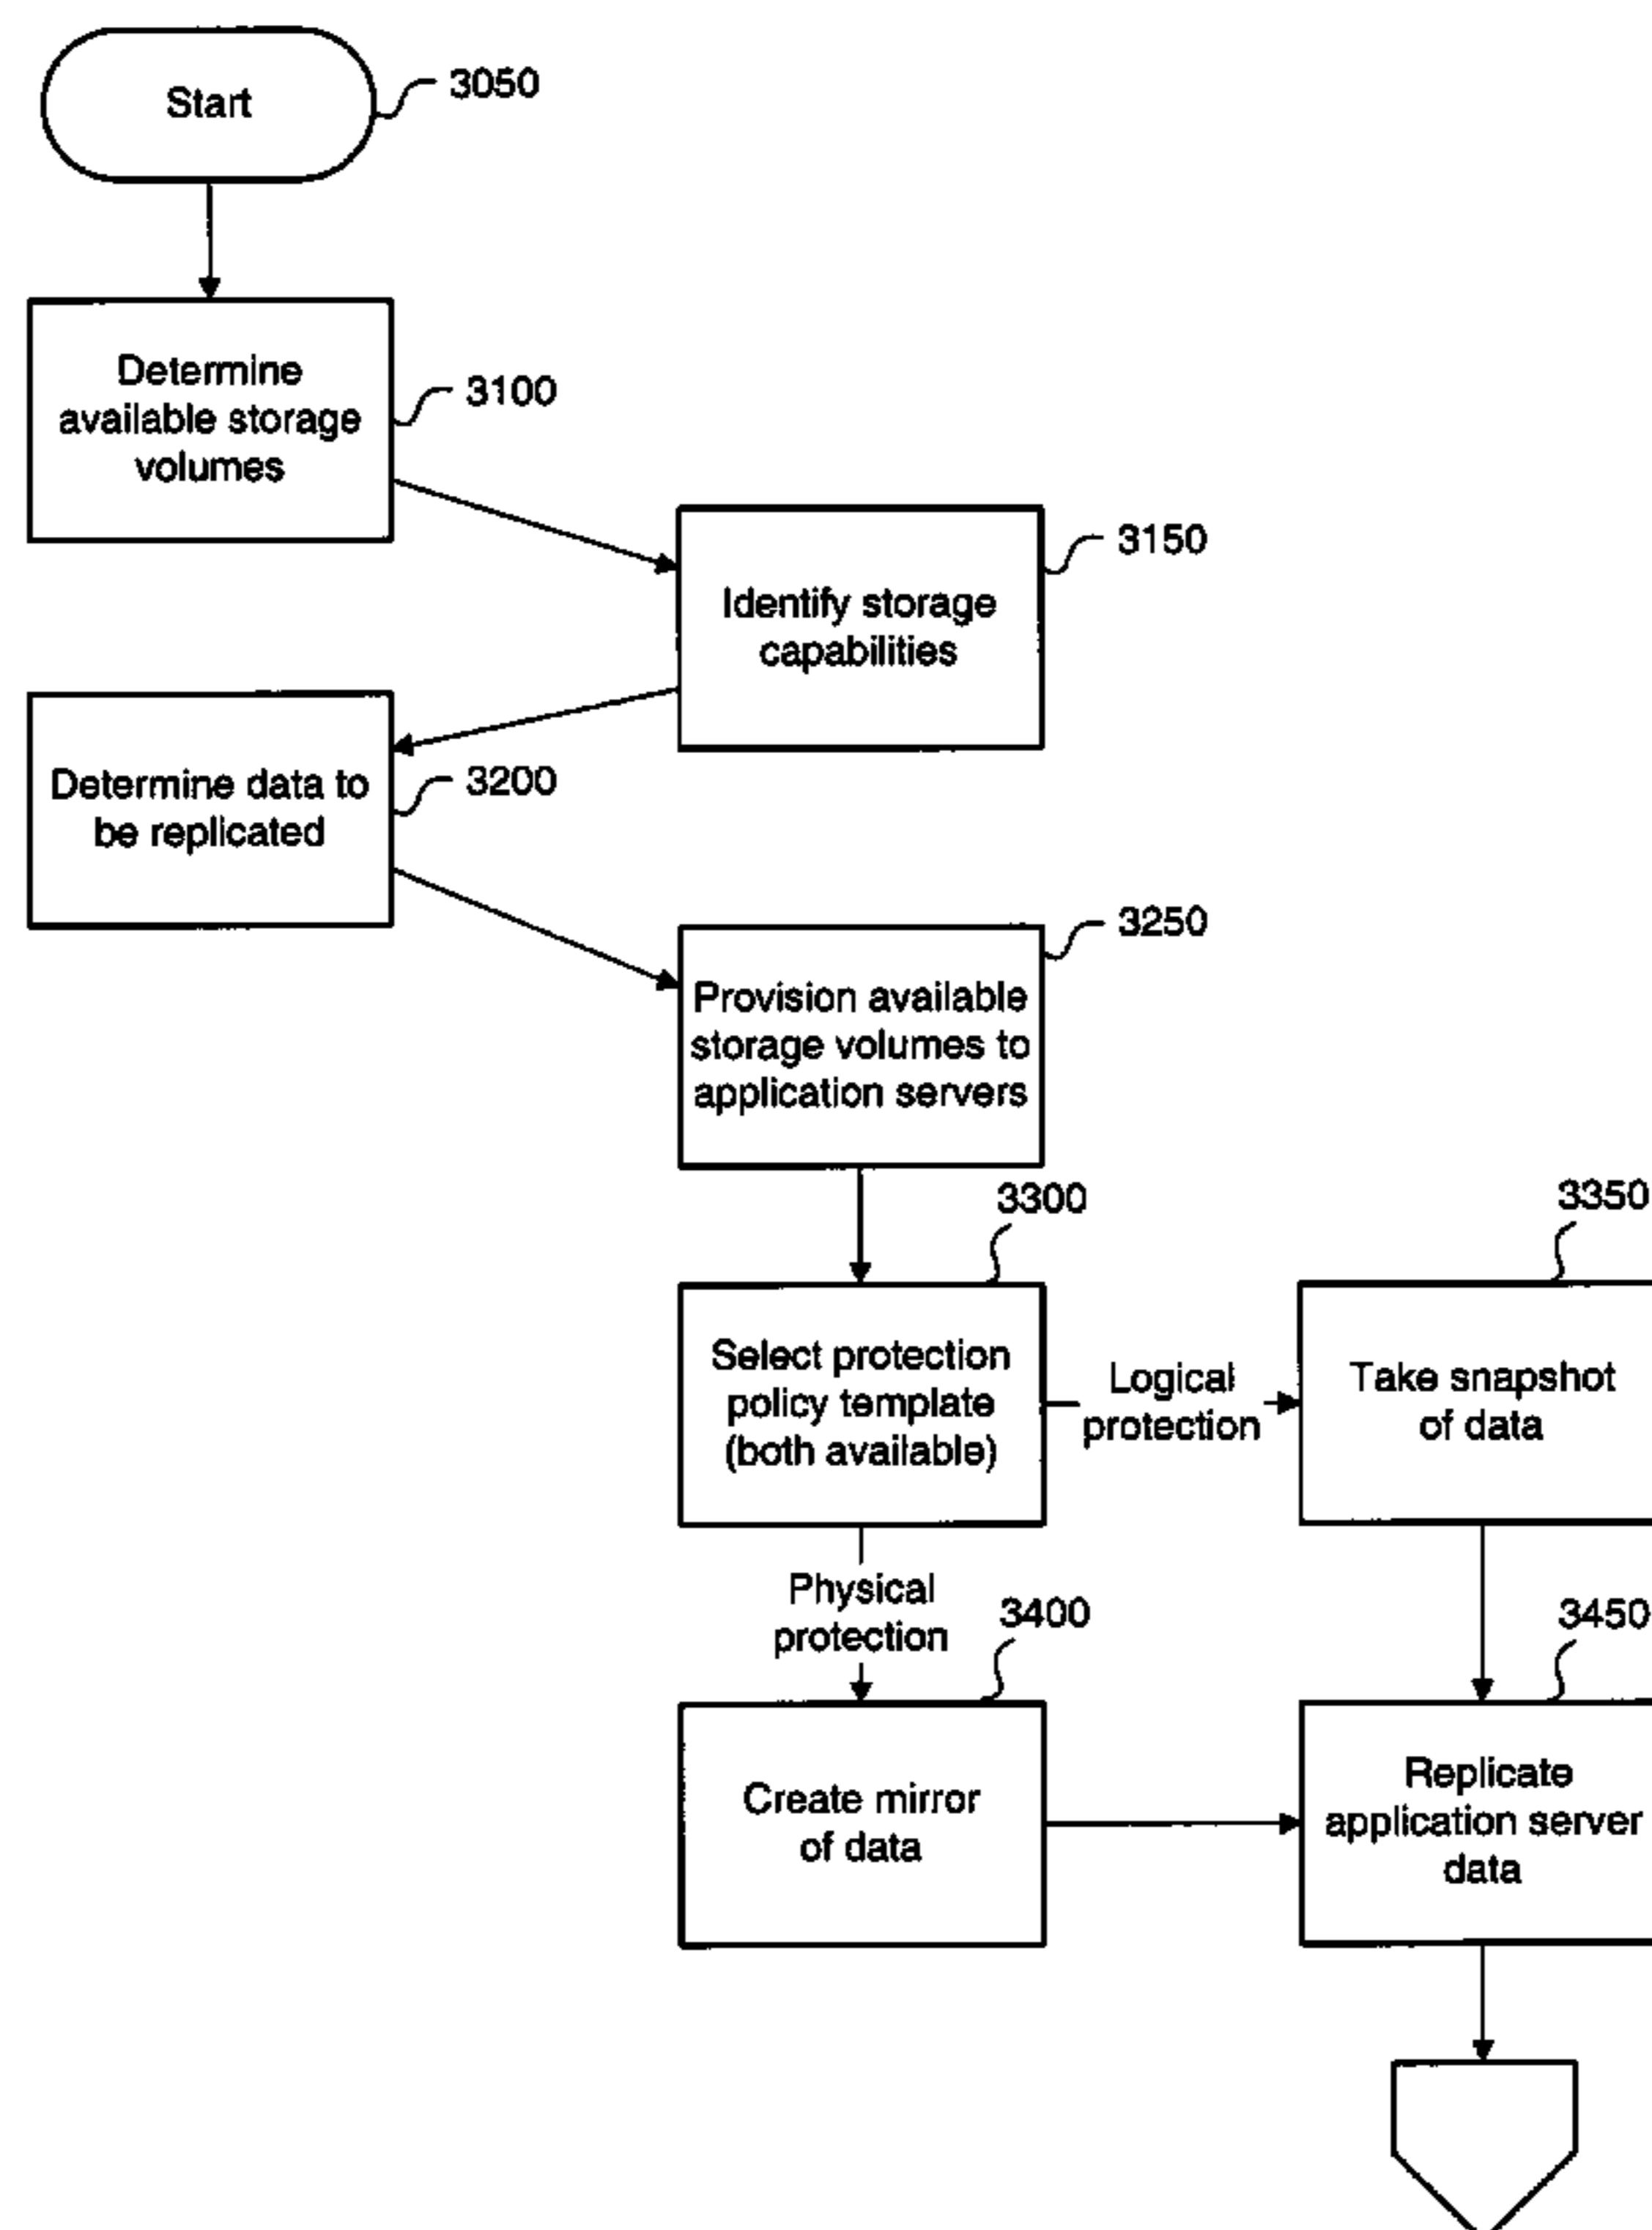 Start
3050
Determine
available storage
volumes
3100
Identify storage
capabilities
3150
Determine data to
be replicated
3200
Provision available
storage volumes to
application servers
3250
Select protection
policy template
(both available)
3300
Logical
protection
Take snapshot
of data
3350
Physical
protection
Create mirror
of data
3400
Replicate
application server
data
3450